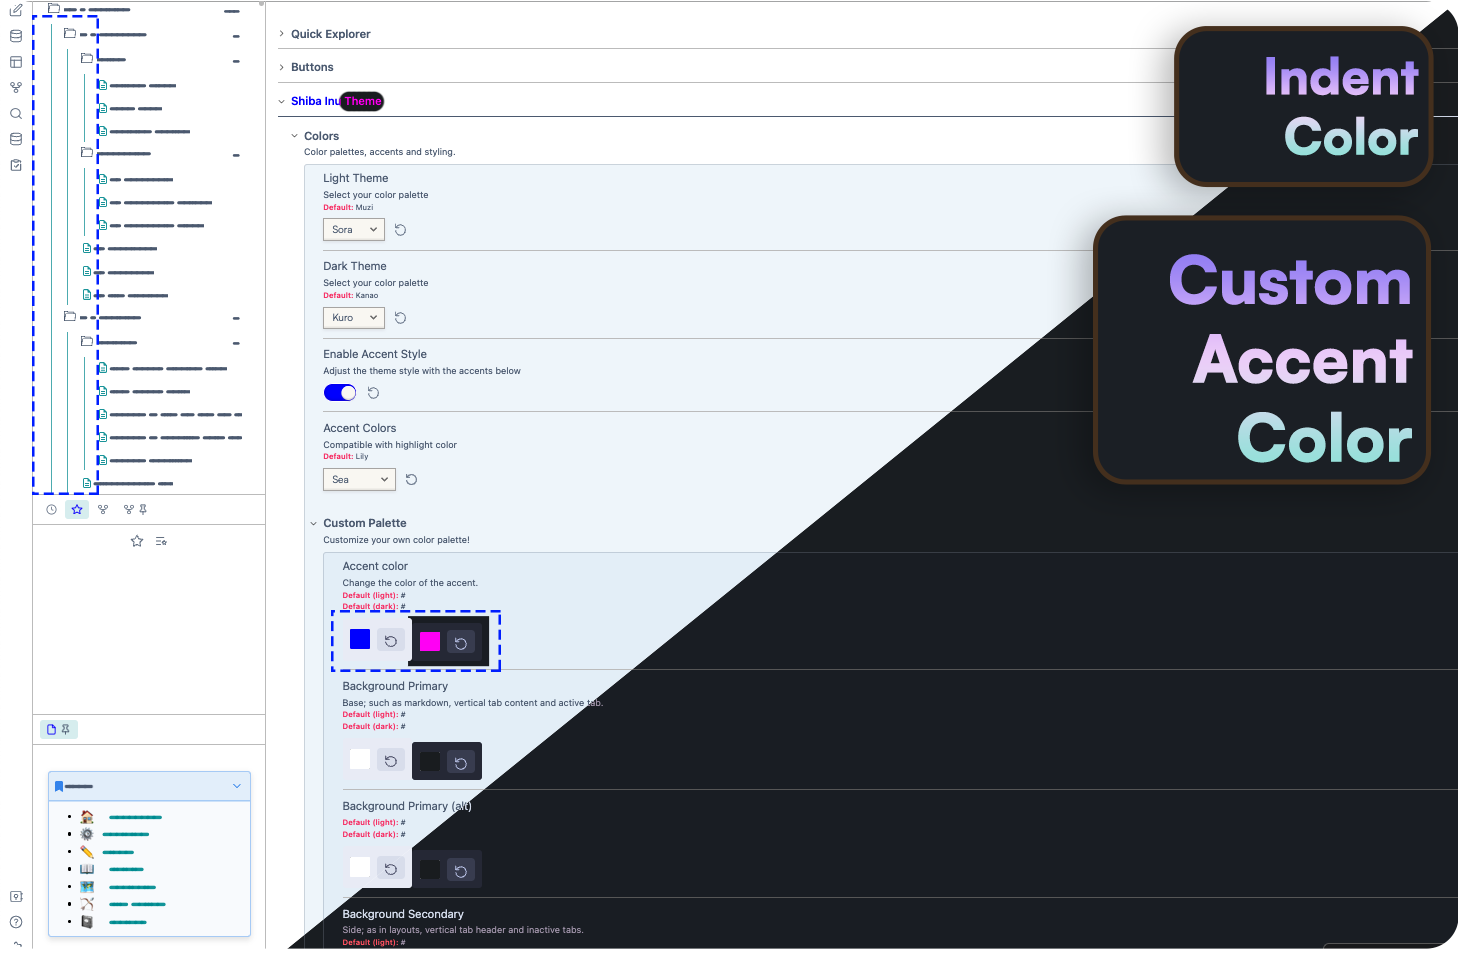 Quick Explorer
Buttons
Shiba Inu Theme
Colors
Color palettes, accents and styling.
Light Theme
Select your color palette
Default: Muzi
Sora
Dark Theme
Select your color palette
Default: Kanao
Kuro
Enable Accent Style
Adjust the theme style with the accents below
Accent Colors
Compatible with highlight color
Default: Lily
Sea
Custom Palette
Customize your own color palette!
Accent color
Change the color of the accent.
Default (light): #
Default (dark): #
Background Primary
Base; such as markdown, vertical tab content and active tab.
Default (light): #
Default (dark): #
Background Primary (alt)
Default (light): #
Default (dark): #
Background Secondary
Side; as in layouts, vertical tab header and inactive tabs.
Default (light): #
Indent
Color
Custom
Accent
Color